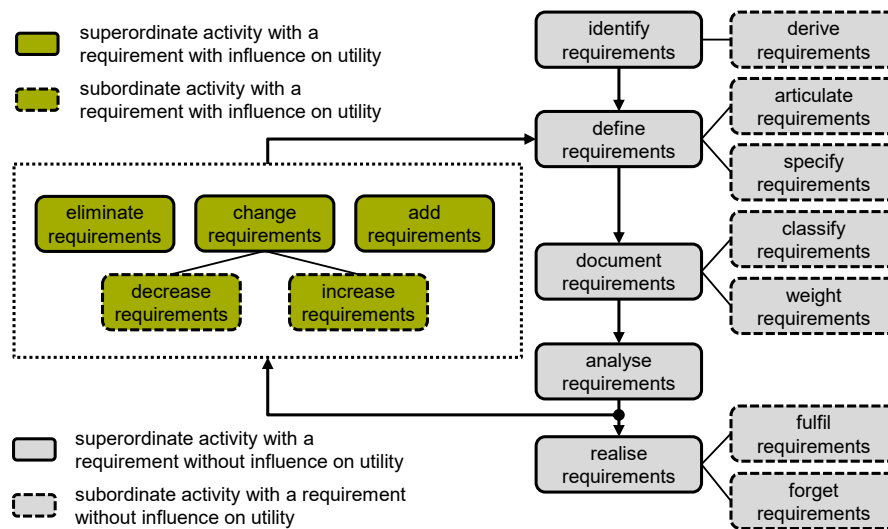 superordinate activity with a
requirement with influence on utility
subordinate activity with a
requirement with influence on utility
identify
requirements
derive
requirements
define
requirements
articulate
requirements
specify
requirements
eliminate
requirements
change
requirements
add
requirements
decrease
requirements
increase
requirements
document
requirements
classify
requirements
weight
requirements
analyse
requirements
realise
requirements
fulfil
requirements
forget
requirements
superordinate activity with a
requirement without influence on utility
subordinate activity with a requirement
without influence on utility